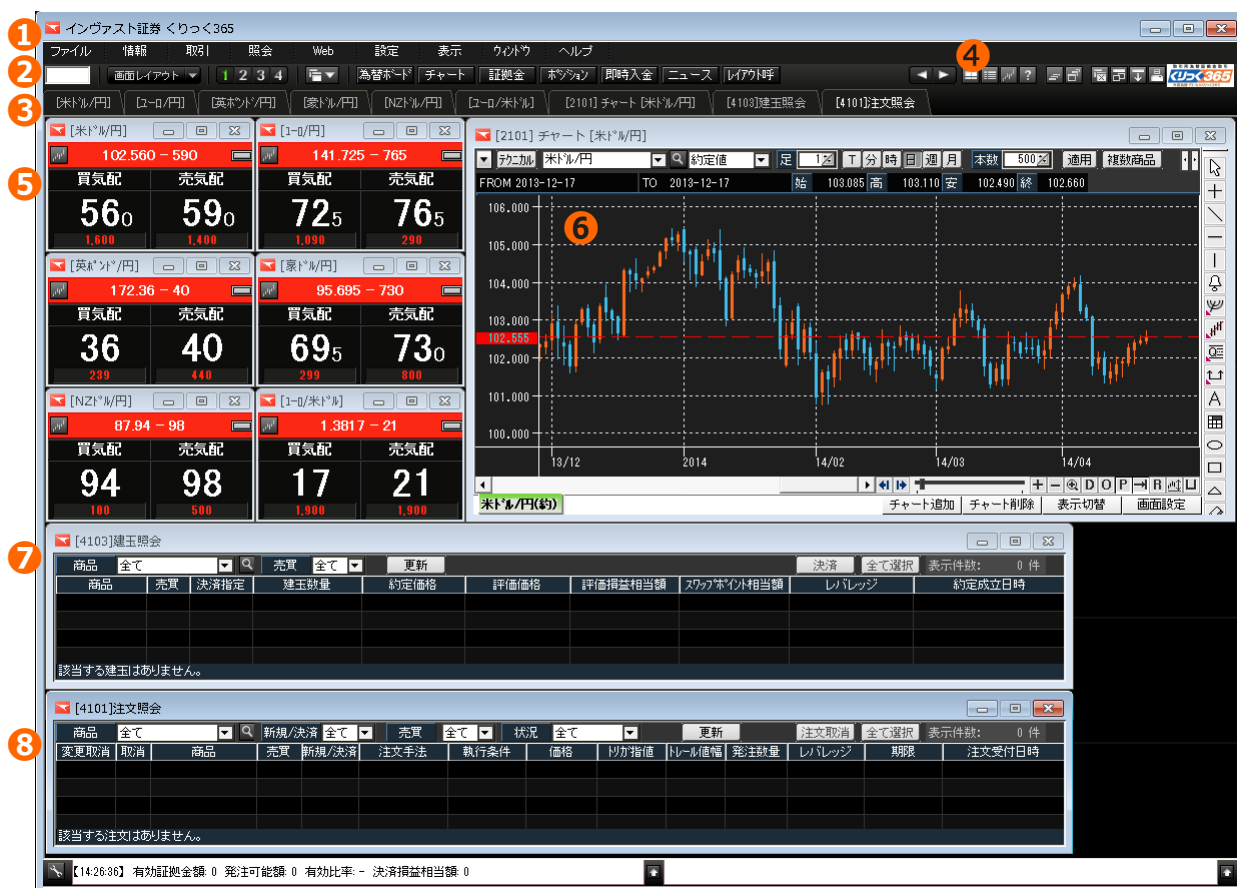 1 インヴァスト証券 くりっく365
ファイル 情報 取引 照会 Web 設定 表示 ウィンドウ ヘルプ
4
2 画面レイアウト 1 2 3 4 為替ボード チャート 証拠金 ポジション 即時入金 ニュース レイアウト呼 くりっく365
3 [米ドル/円] [ユーロ/円] [英ポンド/円] [豪ドル/円] [NZドル/円] [ユーロ/米ドル] [2101] チャート [米ドル/円] [4103]建玉照会 [4101]注文照会
5
[米ドル/円]
102.560 - 590
買気配 売気配
560 590
1,600 1,400
[ユーロ/円]
141.725 - 765
買気配 売気配
725 765
1,090 290
[英ポンド/円]
172.36 - 40
買気配 売気配
36 40
239 440
[豪ドル/円]
95.695 - 730
買気配 売気配
695 730
299 800
[NZドル/円]
87.94 - 98
買気配 売気配
94 98
100 500
[ユーロ/米ドル]
1.3817 - 21
買気配 売気配
17 21
1,900 1,900
[2101] チャート [米ドル/円]
テクニカル 米ドル/円 約定値 足 1 T 分 時 日 週 月 本数 500 適用 複数商品
FROM 2013-12-17 TO 2013-12-17 始 103.085 高 103.110 安 102.490 終 102.660
6
106.000
105.000
104.000
103.000
102.555
102.000
101.000
100.000
13/12 2014 14/02 14/03 14/04
D O P R
米ドル/円(約) チャート追加 チャート削除 表示切替 画面設定
7 [4103]建玉照会
商品 全て 売買 全て 更新 決済 全て選択 表示件数: 0 件
商品 売買 決済指定 建玉数量 約定価格 評価価格 評価損益相当額 スワップポイント相当額 レバレッジ 約定成立日時
該当する建玉はありません。
[4101]注文照会
8 商品 全て 新規/決済 全て 売買 全て 状況 全て 更新 注文取消 全て選択 表示件数: 0 件
変更取消 取消 商品 売買 新規/決済 注文手法 執行条件 価格 トリガ指値 トレール値幅 発注数量 レバレッジ 期限 注文受付日時
該当する注文はありません。
【14:26:36】 有効証拠金額: 0 発注可能額: 0 有効比率: - 決済損益相当額: 0